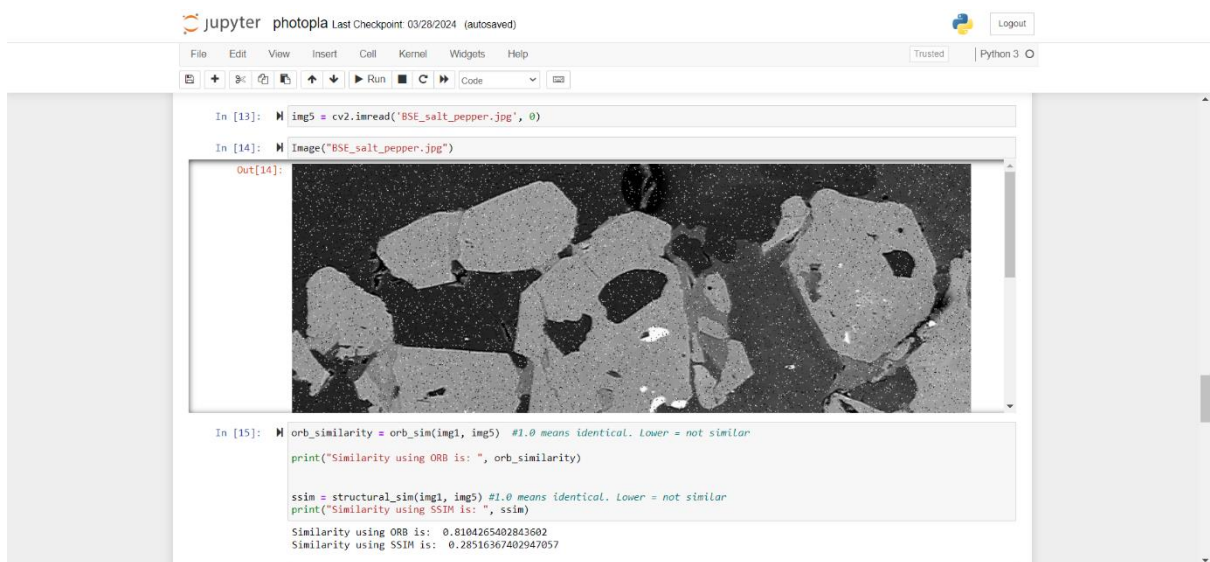 jupyter photopla Last Checkpoint: 03/28/2024 (autosaved)
Logout
File Edit View Insert Cell Kernel Widgets Help
Trusted Python 3
Run Code
In [13]: img5 = cv2.imread('BSE_salt_pepper.jpg', 0)
In [14]: Image("BSE_salt_pepper.jpg")
Out[14]:
In [15]: orb_similarity = orb_sim(img1, img5) #1.0 means identical. Lower = not similar
print("Similarity using ORB is: ", orb_similarity)
ssim = structural_sim(img1, img5) #1.0 means identical. Lower = not similar
print("Similarity using SSIM is: ", ssim)
Similarity using ORB is: 0.8104265402843602
Similarity using SSIM is: 0.28516367402947057